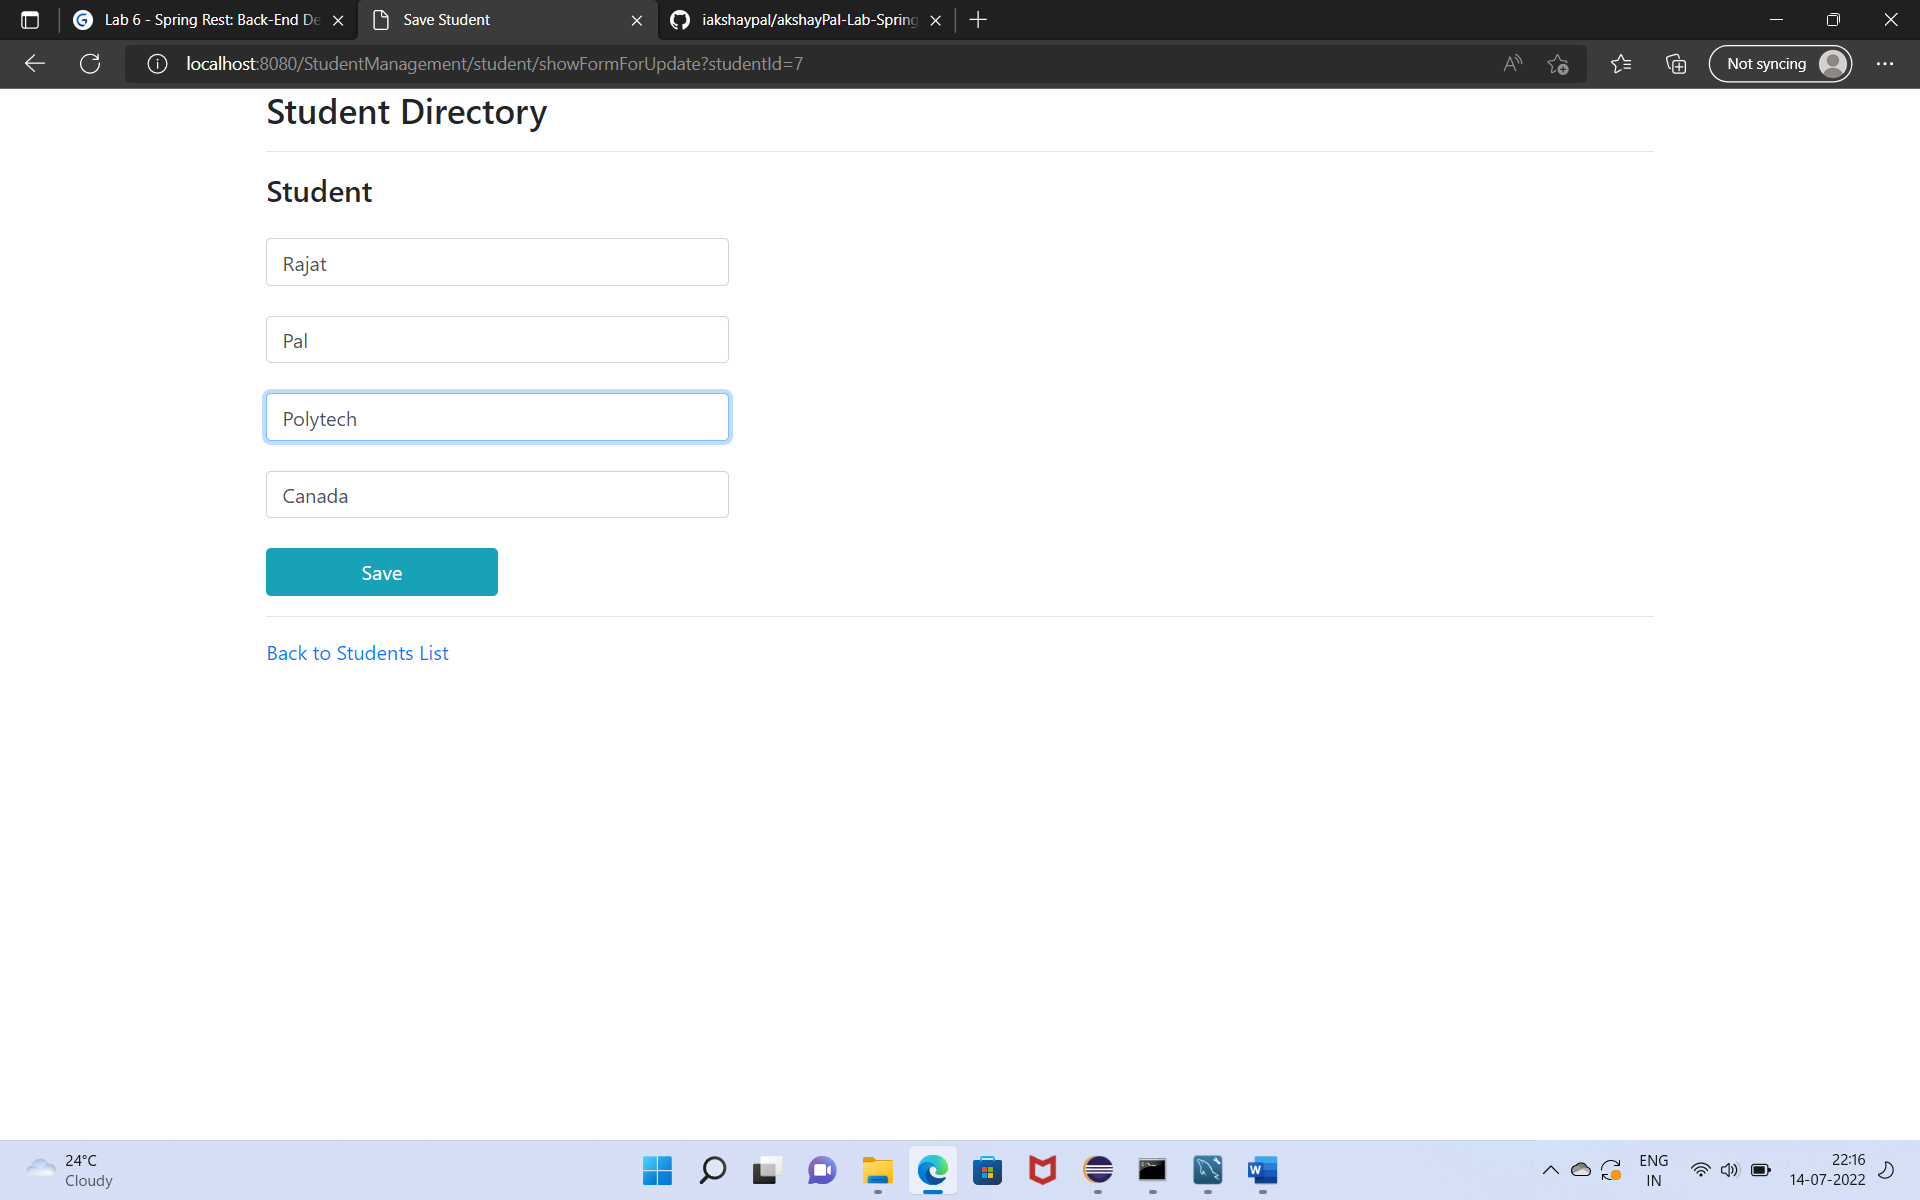 Lab 6 - Spring Rest: Back-End De
Save Student
iakshaypal/akshayPal-Lab-Spring
localhost:8080/StudentManagement/student/showFormForUpdate?studentId=7
Not syncing
Student Directory
Student
Rajat
Pal
Polytech
Canada
Save
Back to Students List
24°C
Cloudy
ENG
IN
22:16
14-07-2022